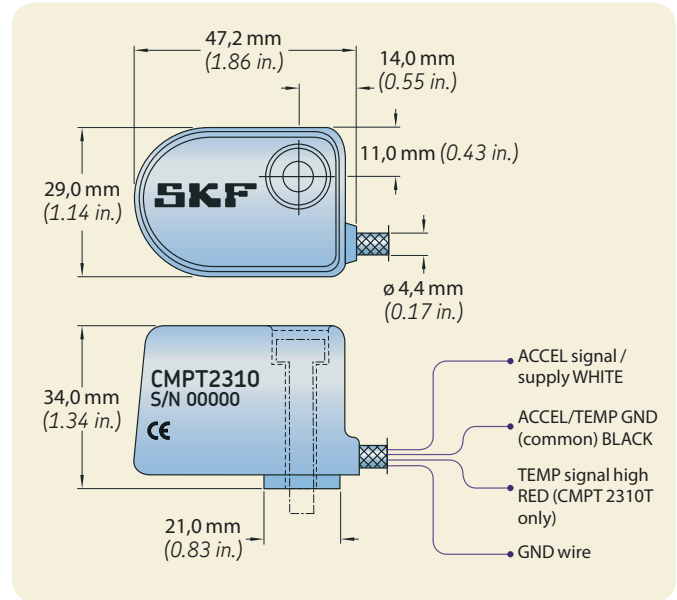 47,2 mm
(1.86 in.)
14,0 mm
(0.55 in.)
11,0 mm (0.43 in.)
29,0 mm
(1.14 in.)
SKF
ø 4,4 mm
(0.17 in.)
CMPT2310
S/N 00000
CE
34,0 mm
(1.34 in.)
21,0 mm
(0.83 in.)
ACCEL signal /
supply WHITE
ACCEL/TEMP GND
(common) BLACK
TEMP signal high
RED (CMPT 2310T
only)
GND wire